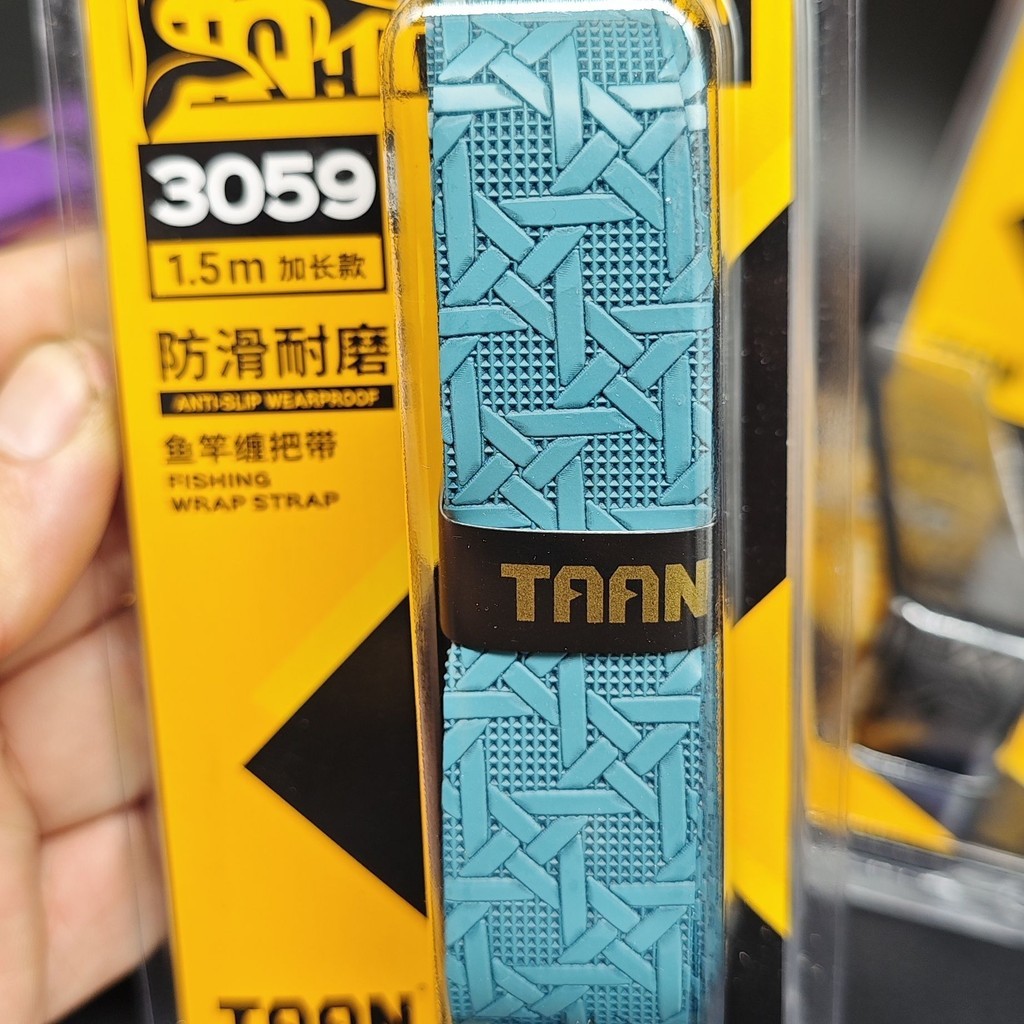 3059
1.5m 加长款
防滑耐磨
ANTI-SLIP WEARPROOF
鱼竿缠把带
FISHING
WRAP STRAP
TAAN
TAAN